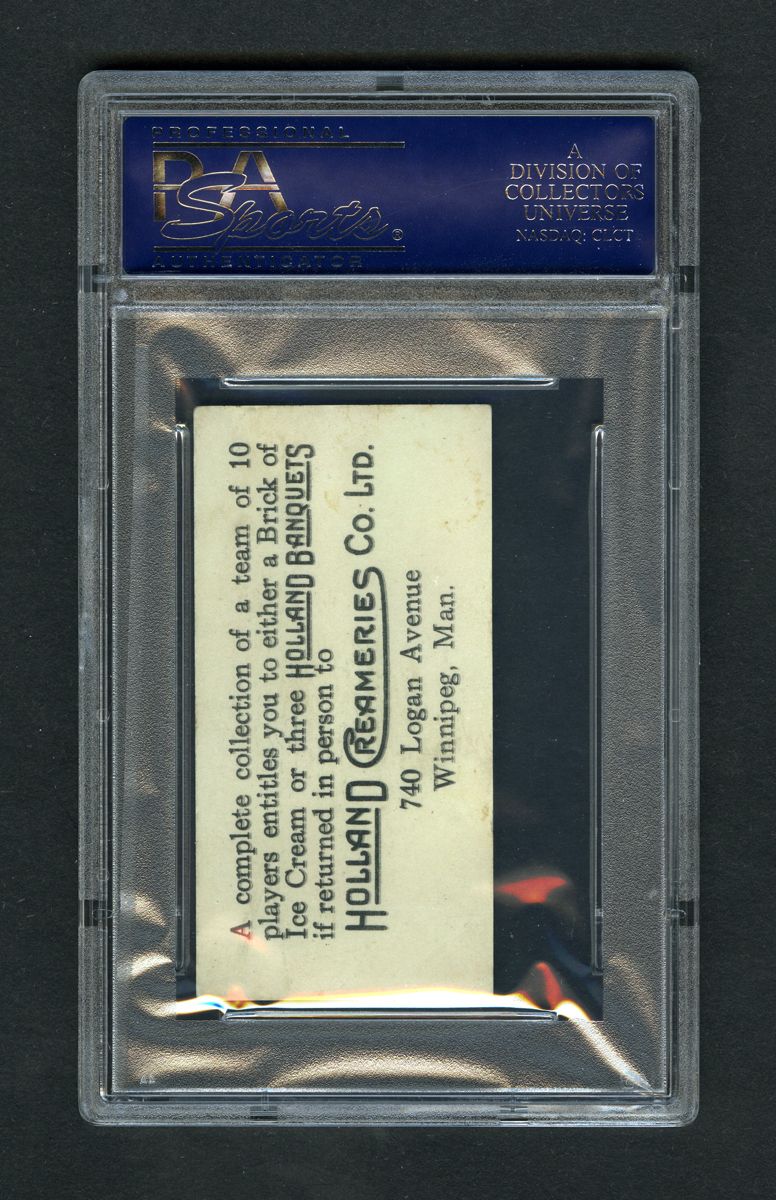 PROFESSIONAL
PSA
Sports®
AUTHENTICATOR
A
DIVISION OF
COLLECTORS
UNIVERSE
NASDAQ: CLCT
A complete collection of a team of 10
players entitles you to either a Brick of
Ice Cream or three HOLLAND BANQUETS
if returned in person to
HOLLAND CREAMERIES CO. LTD.
740 Logan Avenue
Winnipeg, Man.